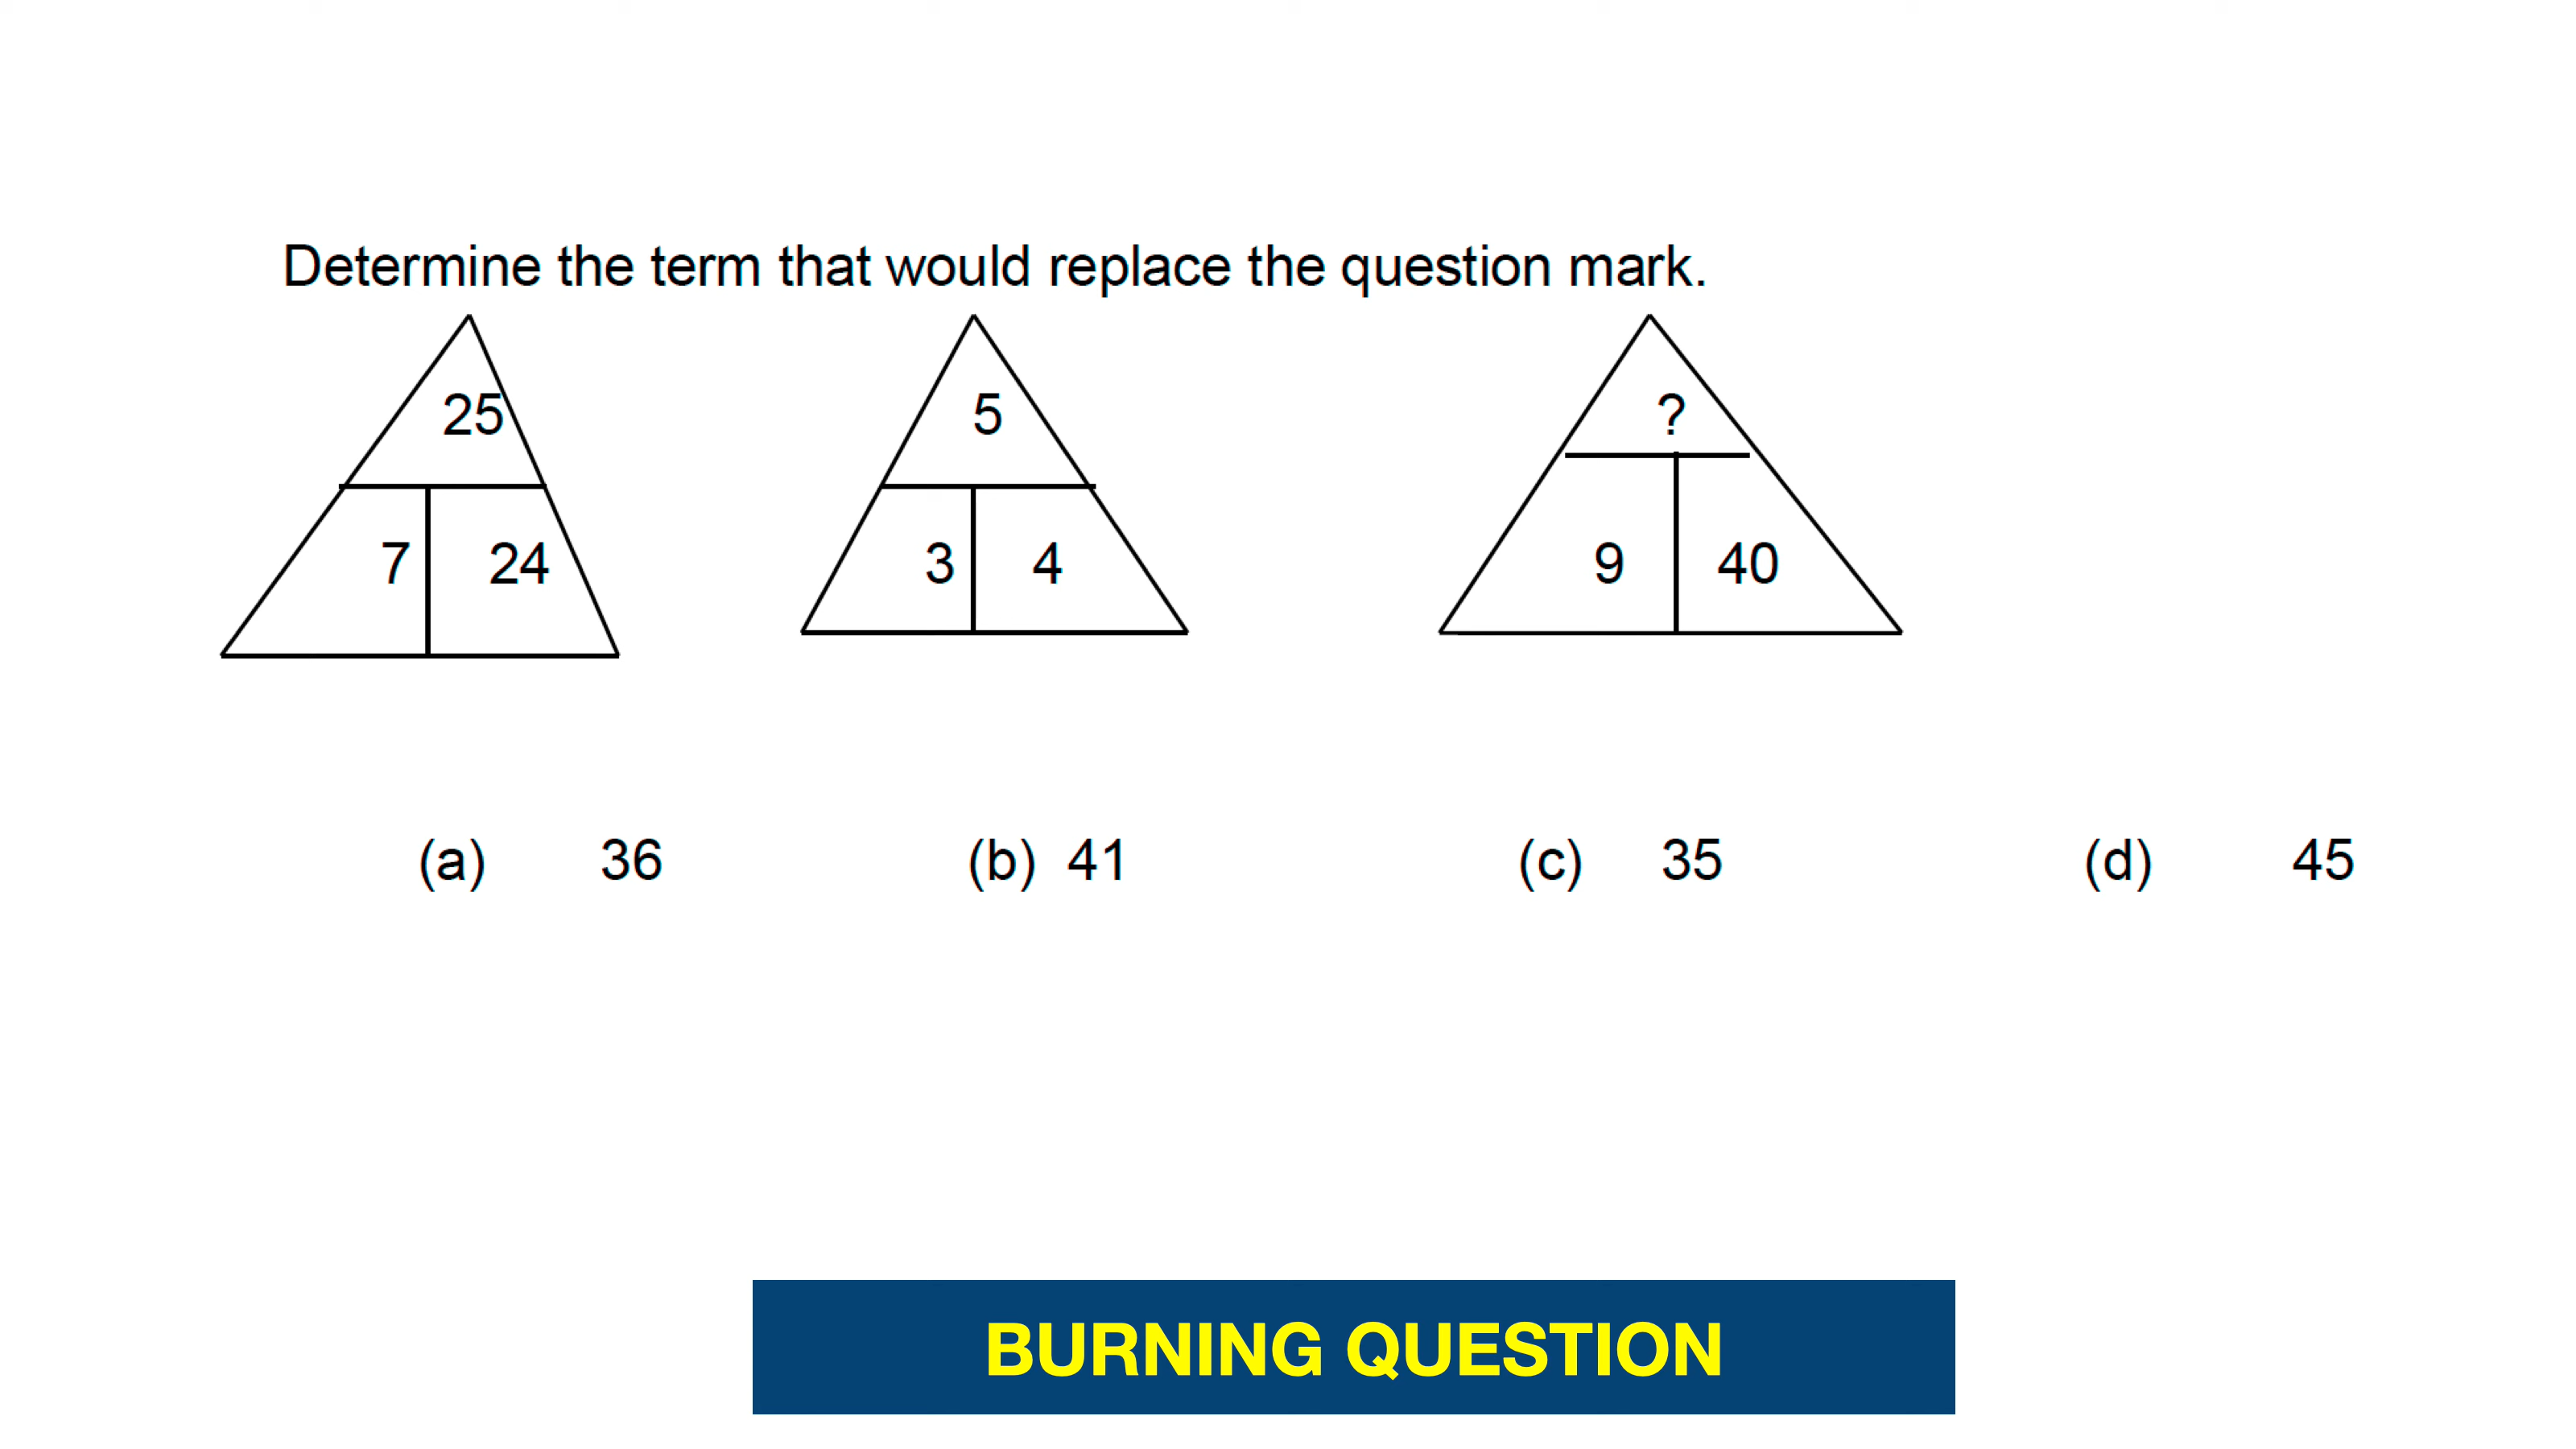 Determine the term that would replace the question mark.
25 5 ?
7 24 3 4 9 40
(a) 36 (b) 41 (c) 35 (d) 45
BURNING QUESTION